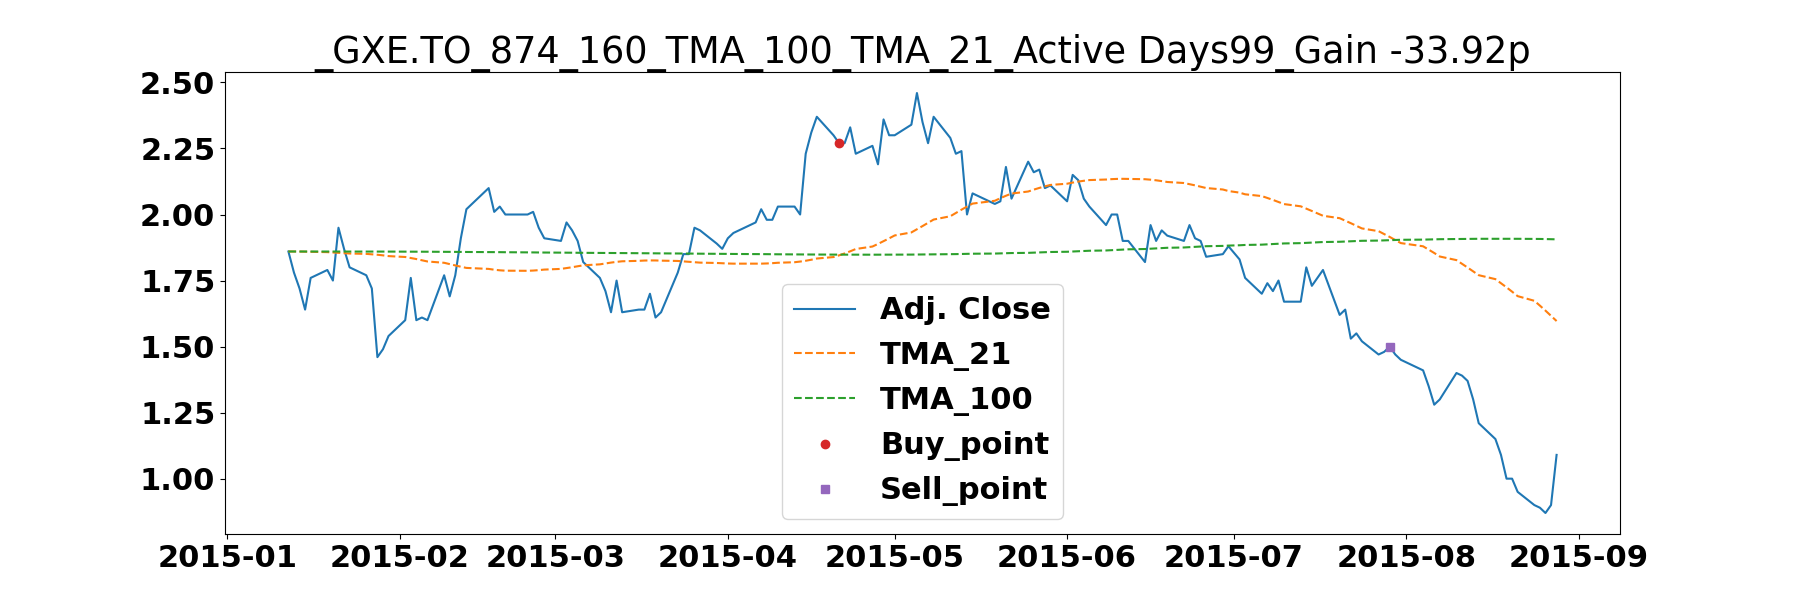 _GXE.TO_874_160_TMA_100_TMA_21_Active Days99_Gain -33.92p
2.50
2.25
2.00
1.75
1.50
1.25
1.00
Adj. Close
TMA_21
TMA_100
Buy_point
Sell_point
2015-01 2015-02 2015-03 2015-04 2015-05 2015-06 2015-07 2015-08 2015-09